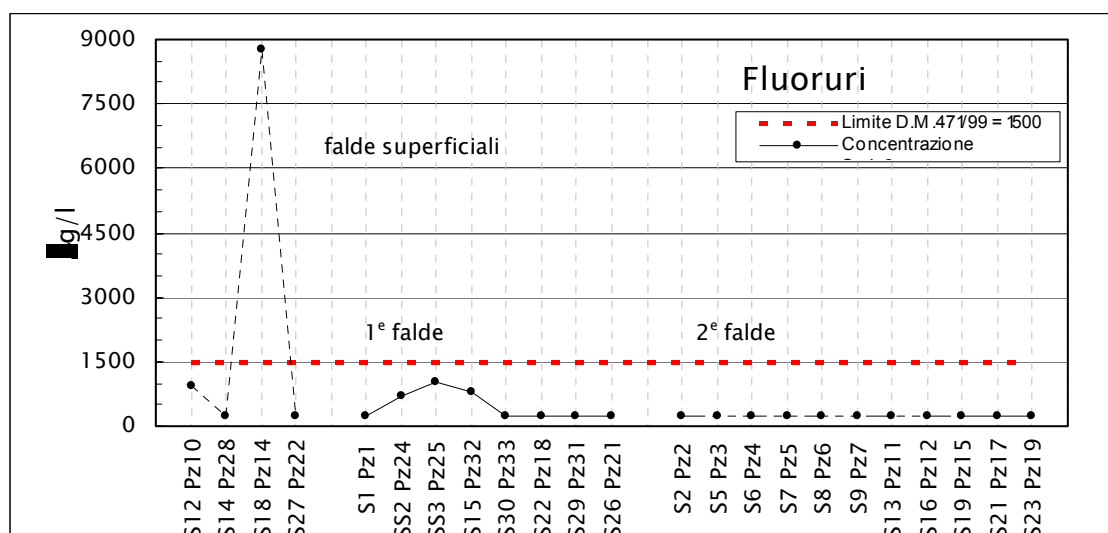 9000
7500
6000
4500
3000
1500
0
g/l
Fluoruri
Limite D.M.471/99 = 1500
Concentrazione
falde superficiali
1e falde
2e falde
S12 Pz10
S14 Pz28
S18 Pz14
S27 Pz22
S1 Pz1
SS2 Pz24
SS3 Pz25
S15 Pz32
S30 Pz33
S22 Pz18
S29 Pz31
S26 Pz21
S2 Pz2
S5 Pz3
S6 Pz4
S7 Pz5
S8 Pz6
S9 Pz7
S13 Pz11
S16 Pz12
S19 Pz15
S21 Pz17
S23 Pz19